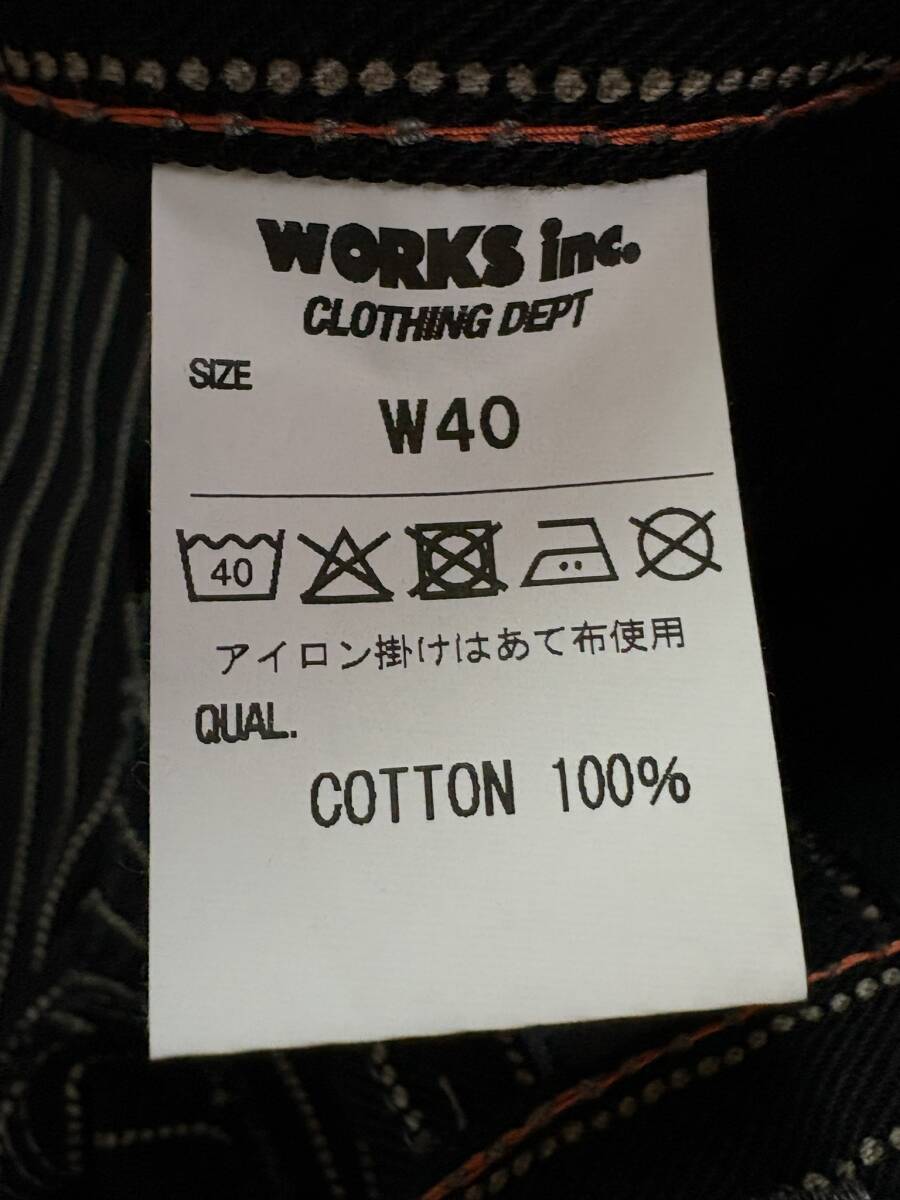 WORKS inc.
CLOTHING DEPT
SIZE
W40
40
アイロン掛けはあて布使用
QUAL.
COTTON 100%